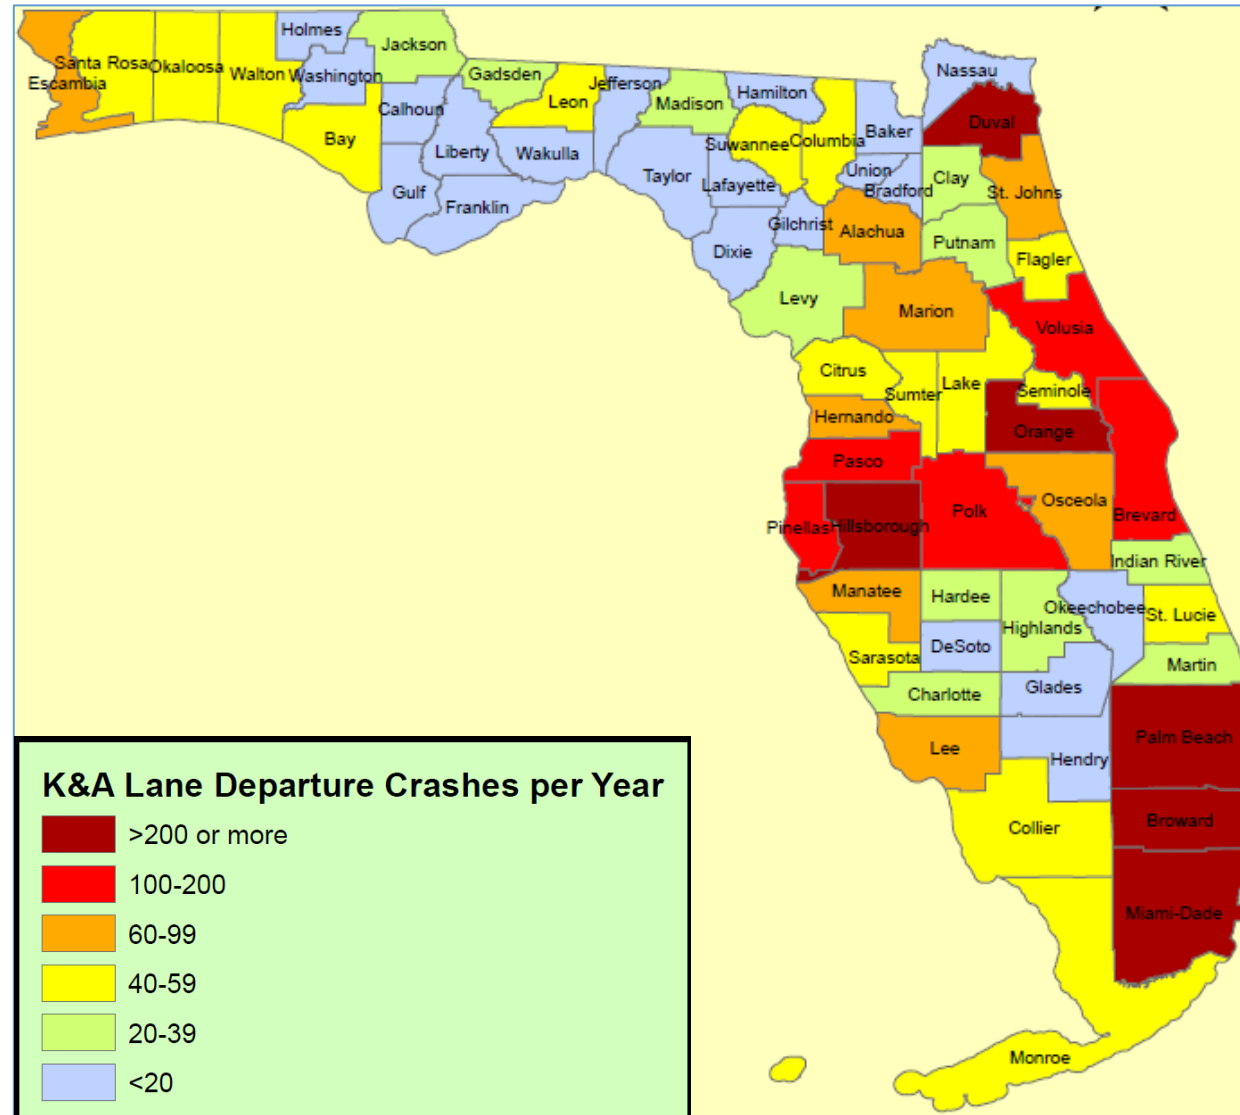 Holmes
Jackson
Santa Rosa
Okaloosa
Walton
Washington
Escambia
Gadsden
Jefferson
Leon
Madison
Hamilton
Nassau
Duval
Calhoun
Bay
Liberty
Wakulla
Suwannee
Columbia
Baker
Taylor
Lafayette
Union
Bradford
Clay
St. Johns
Gulf
Franklin
Dixie
Gilchrist
Alachua
Putnam
Flagler
Levy
Marion
Volusia
Citrus
Sumter
Lake
Seminole
Hernando
Orange
Pasco
Osceola
Pinellas
Hillsborough
Polk
Brevard
Indian River
Manatee
Hardee
Okeechobee
St. Lucie
Highlands
DeSoto
Sarasota
Martin
Charlotte
Glades
Lee
Hendry
Palm Beach
Collier
Broward
Miami-Dade
Monroe
K&A Lane Departure Crashes per Year
>200 or more
100-200
60-99
40-59
20-39
<20